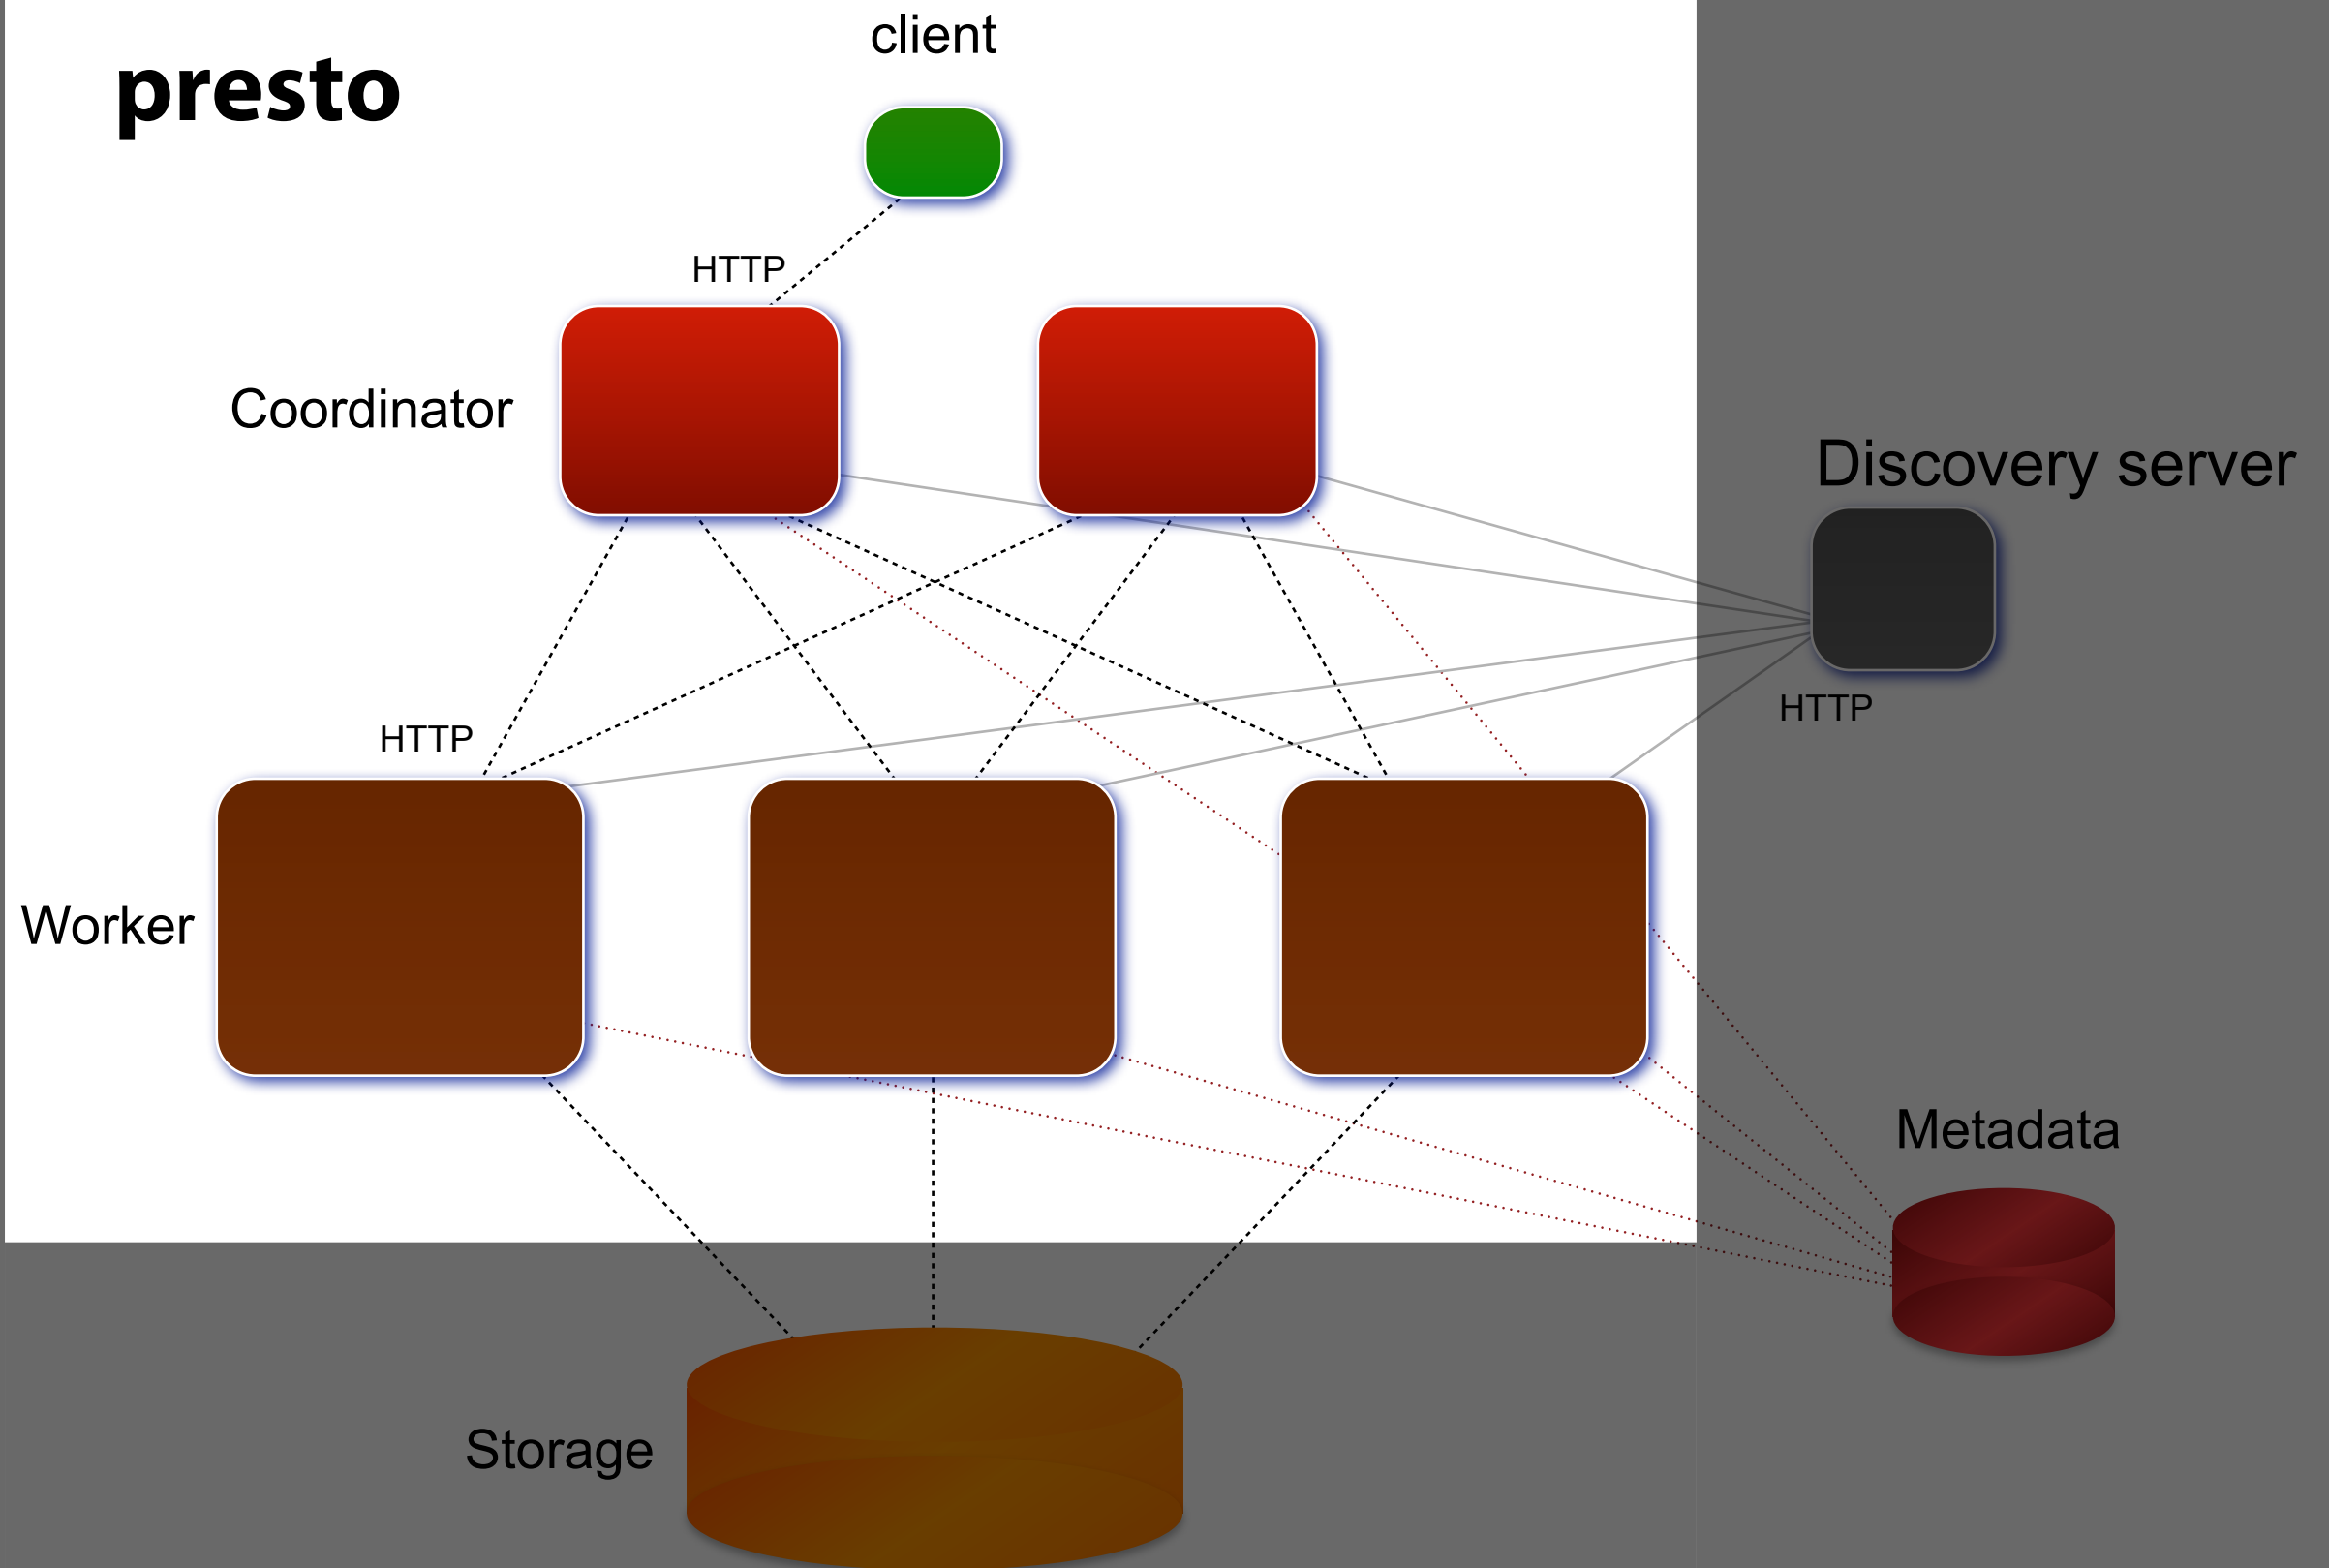 client
presto
HTTP
Coordinator
Discovery server
HTTP
HTTP
Worker
Metadata
Storage